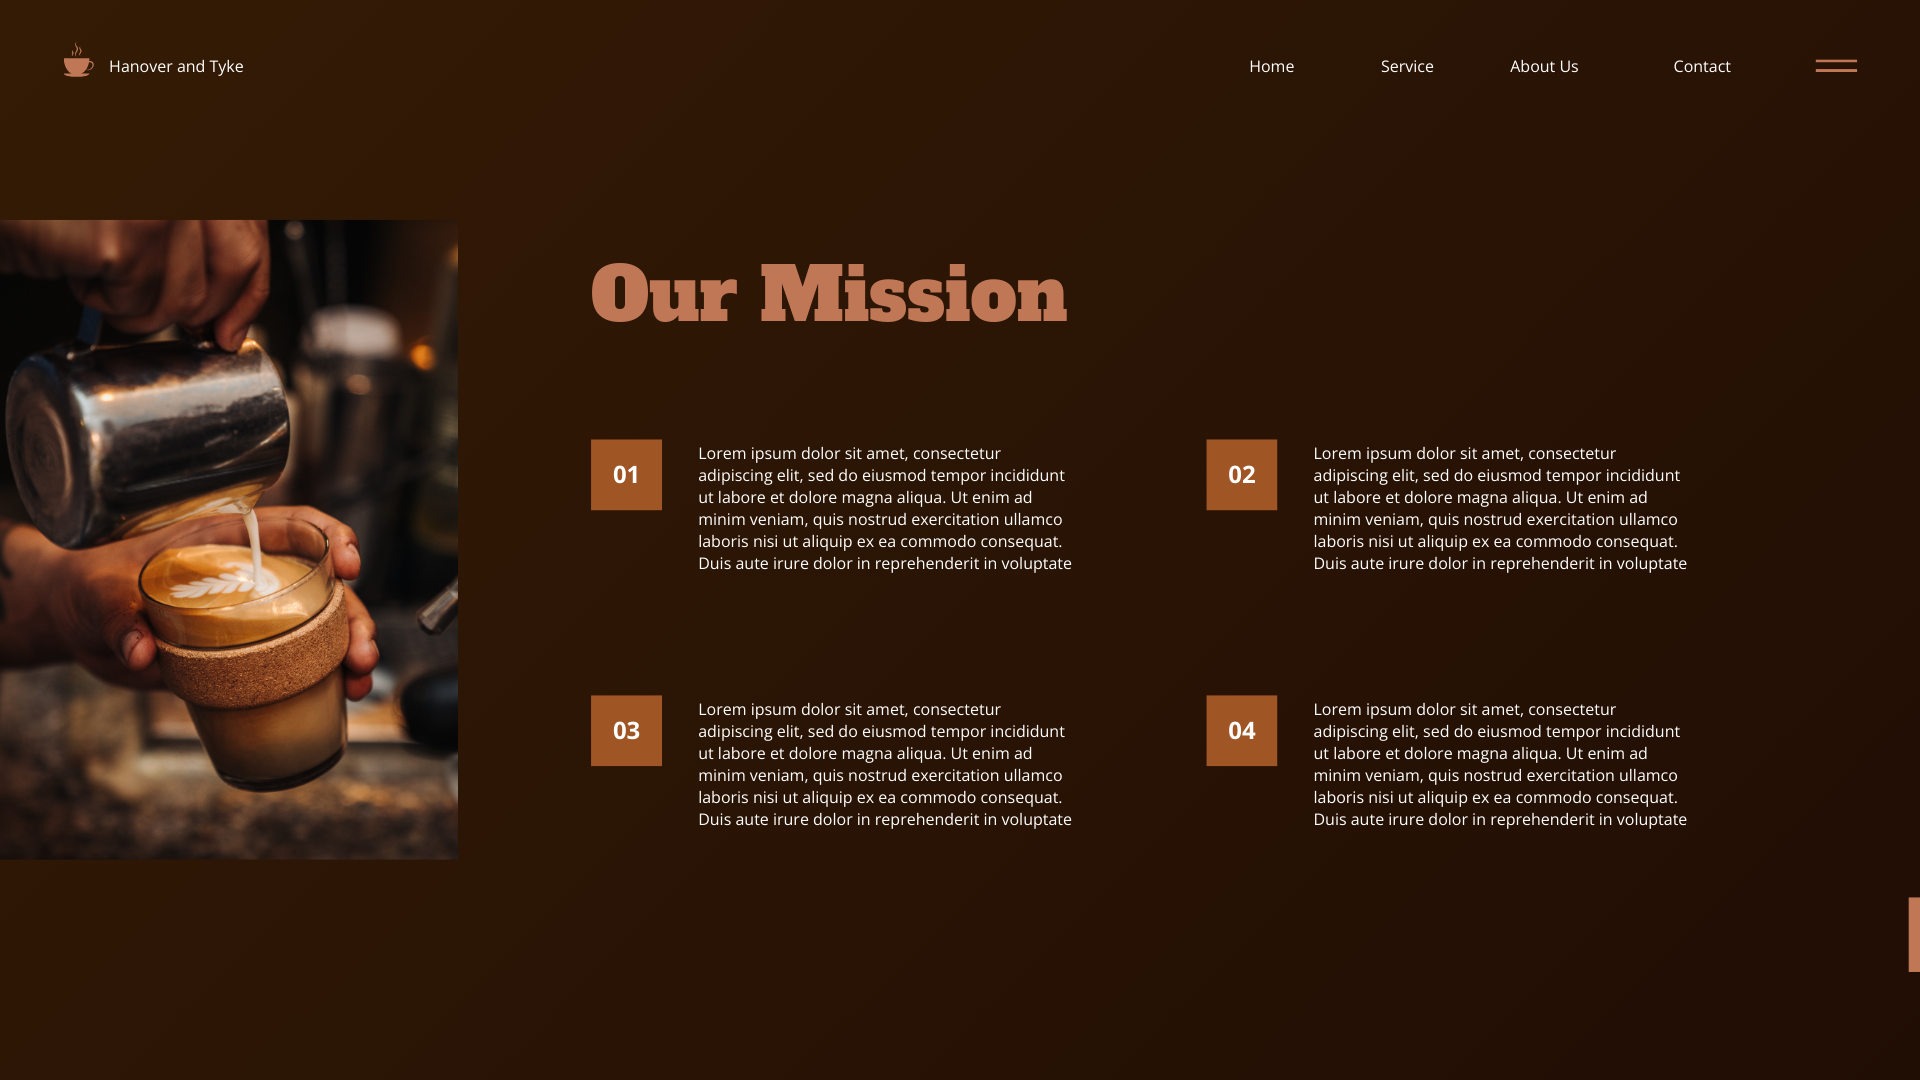 Hanover and Tyke
Home
Service
About Us
Contact
Our Mission
01
Lorem ipsum dolor sit amet, consectetur
adipiscing elit, sed do eiusmod tempor incididunt
ut labore et dolore magna aliqua. Ut enim ad
minim veniam, quis nostrud exercitation ullamco
laboris nisi ut aliquip ex ea commodo consequat.
Duis aute irure dolor in reprehenderit in voluptate
02
Lorem ipsum dolor sit amet, consectetur
adipiscing elit, sed do eiusmod tempor incididunt
ut labore et dolore magna aliqua. Ut enim ad
minim veniam, quis nostrud exercitation ullamco
laboris nisi ut aliquip ex ea commodo consequat.
Duis aute irure dolor in reprehenderit in voluptate
03
Lorem ipsum dolor sit amet, consectetur
adipiscing elit, sed do eiusmod tempor incididunt
ut labore et dolore magna aliqua. Ut enim ad
minim veniam, quis nostrud exercitation ullamco
laboris nisi ut aliquip ex ea commodo consequat.
Duis aute irure dolor in reprehenderit in voluptate
04
Lorem ipsum dolor sit amet, consectetur
adipiscing elit, sed do eiusmod tempor incididunt
ut labore et dolore magna aliqua. Ut enim ad
minim veniam, quis nostrud exercitation ullamco
laboris nisi ut aliquip ex ea commodo consequat.
Duis aute irure dolor in reprehenderit in voluptate